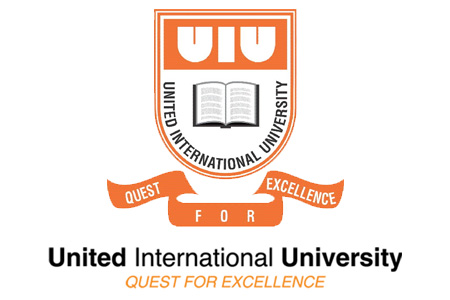 UIU
UNITED INTERNATIONAL UNIVERSITY
QUEST
FOR
EXCELLENCE
United International University
QUEST FOR EXCELLENCE